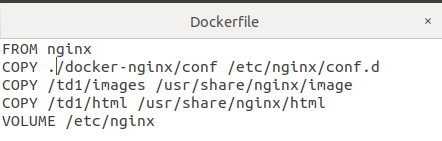 Dockerfile
×
FROM nginx
COPY ./docker-nginx/conf /etc/nginx/conf.d
COPY /td1/images /usr/share/nginx/image
COPY /td1/html /usr/share/nginx/html
VOLUME /etc/nginx